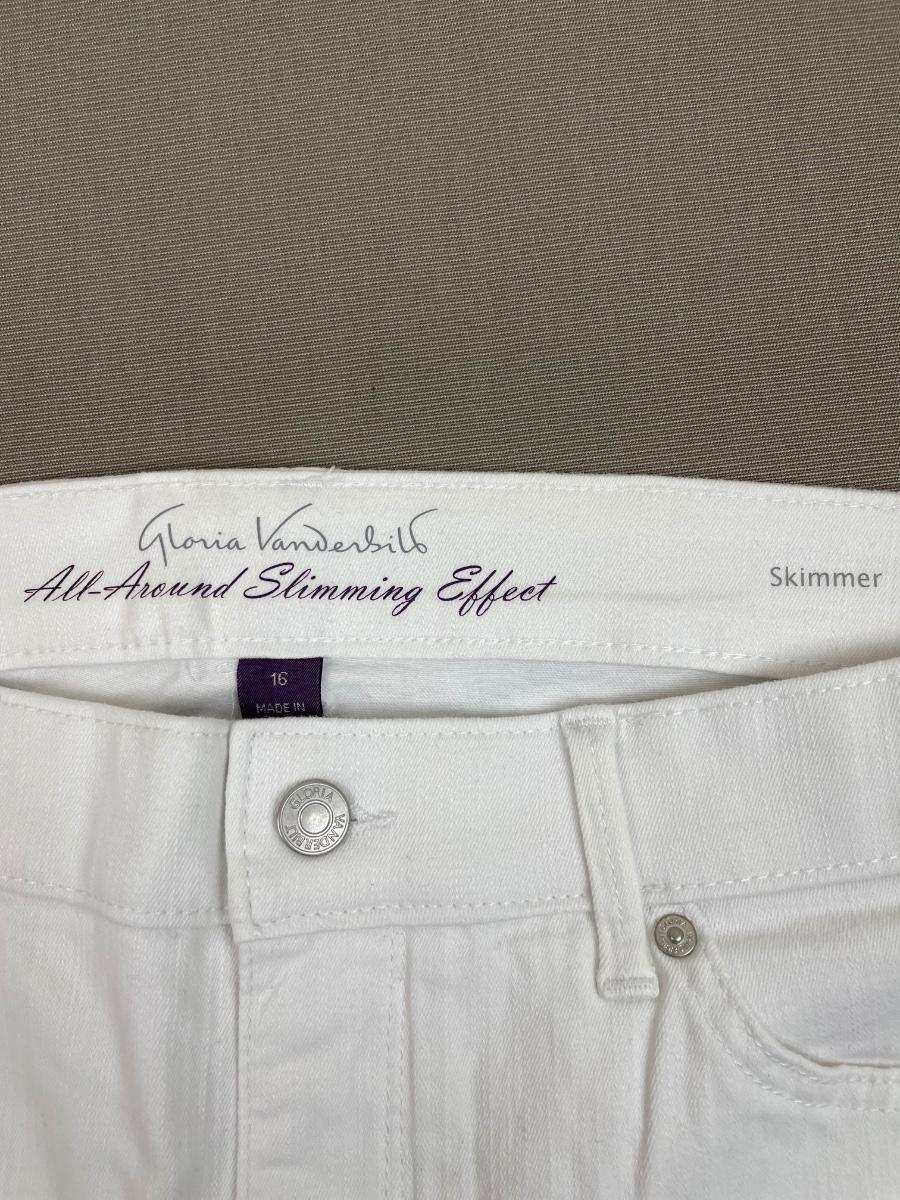 Gloria Vanderbilt
All-Around Slimming Effect
Skimmer
16
MADE IN
GLORIA VANDERBILT